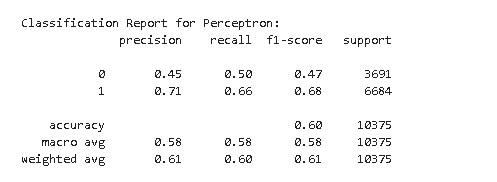 Classification Report for Perceptron:
precision recall f1-score support
0 0.45 0.50 0.47 3691
1 0.71 0.66 0.68 6684
accuracy 0.60 10375
macro avg 0.58 0.58 0.58 10375
weighted avg 0.61 0.60 0.61 10375